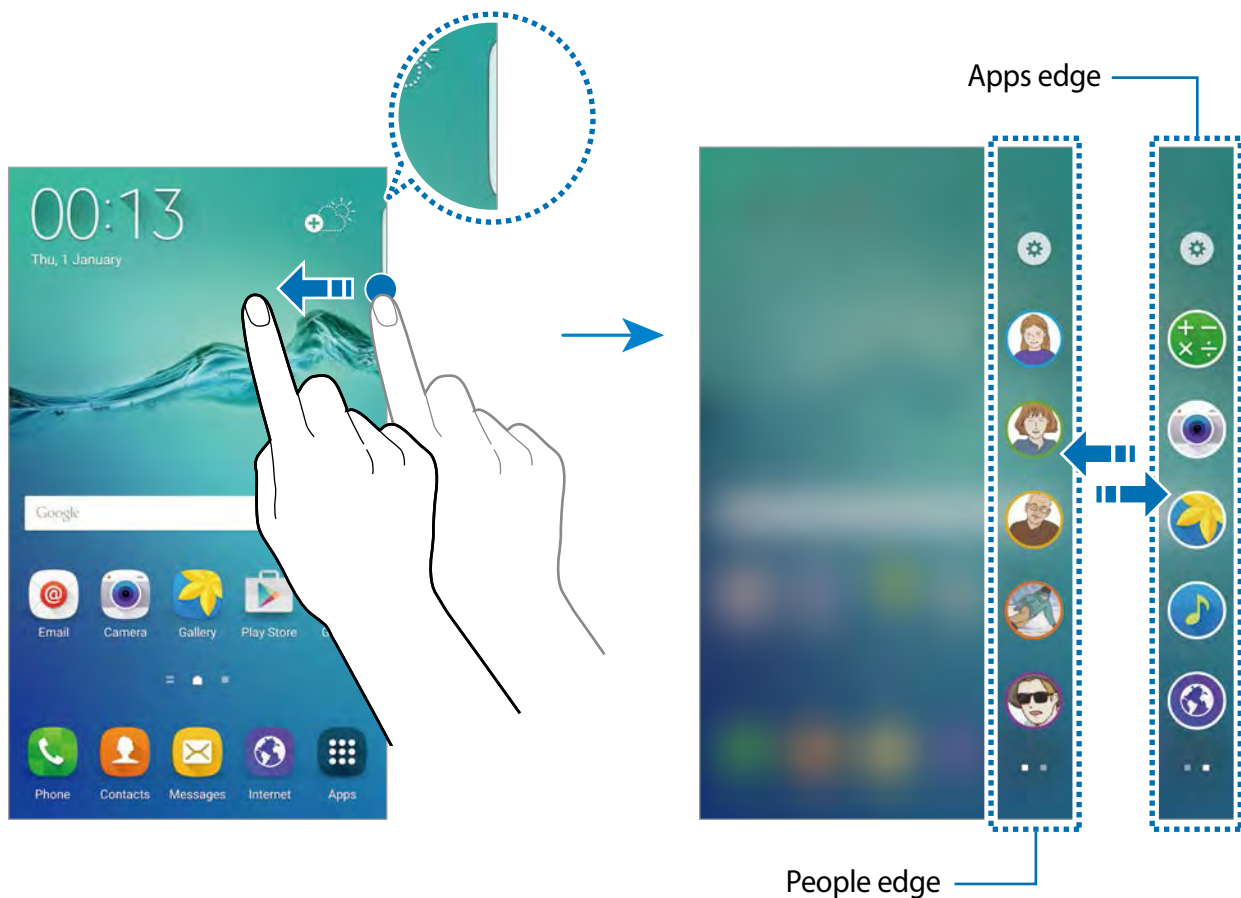 Apps edge
00:13
Thu, 1 January
Google
Email
Camera
Gallery
Play Store
Phone
Contacts
Messages
Internet
Apps
People edge